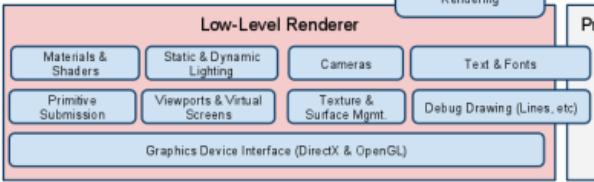 Rendering
Low-Level Renderer
Materials &
Shaders
Static & Dynamic
Lighting
Cameras
Text & Fonts
Primitive
Submission
Viewports & Virtual
Screens
Texture &
Surface Mgmt.
Debug Drawing (Lines, etc)
Graphics Device Interface (DirectX & OpenGL)